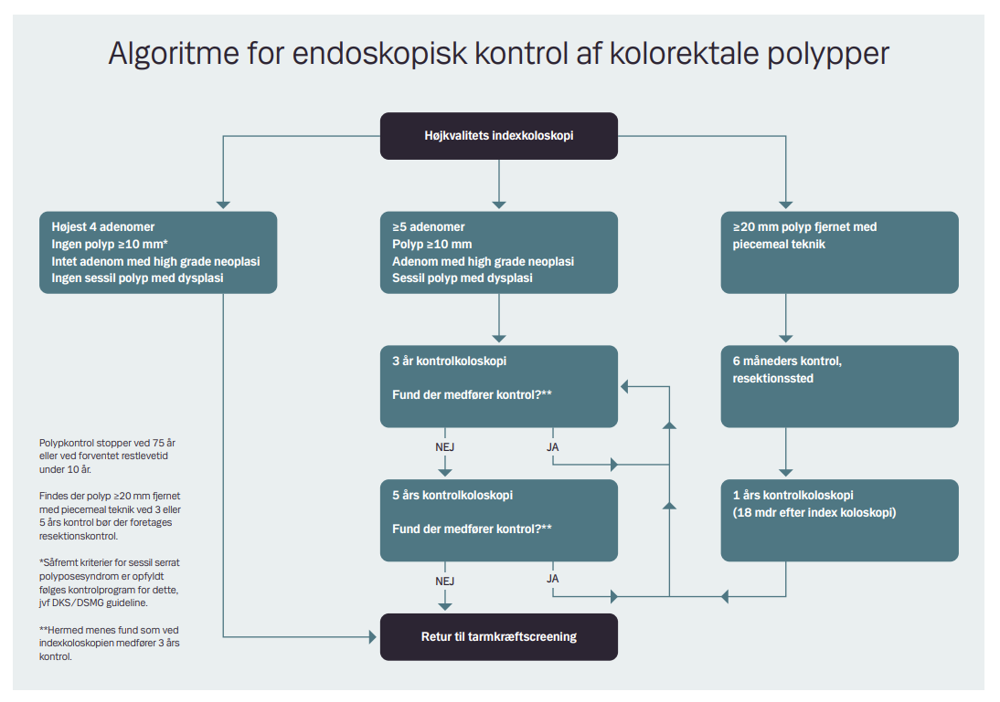 Algoritme for endoskopisk kontrol af kolorektale polypper
Højkvalitets indexkoloskopi
Højest 4 adenomer
Ingen polyp ≥10 mm*
Intet adenom med high grade neoplasi
Ingen sessil polyp med dysplasi
≥5 adenomer
Polyp ≥10 mm
Adenom med high grade neoplasi
Sessil polyp med dysplasi
≥20 mm polyp fjernet med
piecemeal teknik
3 år kontrolkoloskopi
Fund der medfører kontrol?**
6 måneders kontrol,
resektionssted
NEJ
JA
5 års kontrolkoloskopi
Fund der medfører kontrol?**
1 års kontrolkoloskopi
(18 mdr efter index koloskopi)
NEJ
JA
Retur til tarmkræftscreening
Polypkontrol stopper ved 75 år
eller ved forventet restlevetid
under 10 år.
Findes der polyp ≥20 mm fjernet
med piecemeal teknik ved 3 eller
5 års kontrol bør der foretages
resektionskontrol.
*Såfremt kriterier for sessil serrat
polyposesyndrom er opfyldt
følges kontrolprogram for dette,
jvf DKS/DSMG guideline.
**Hermed menes fund som ved
indexkoloskopien medfører 3 års
kontrol.